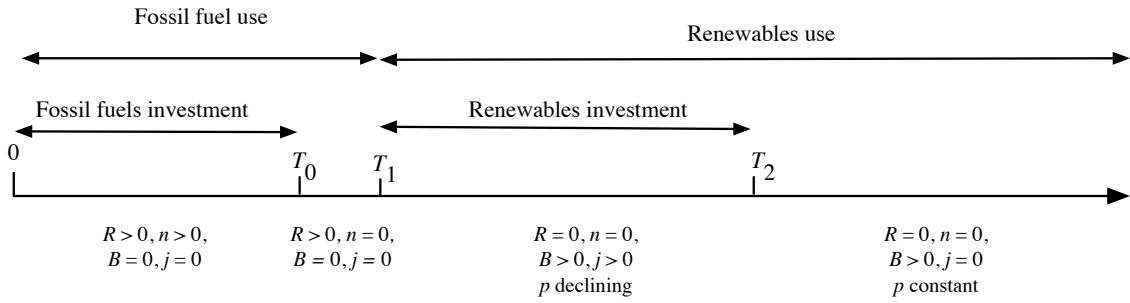 Fossil fuel use
Renewables use
Fossil fuels investment
Renewables investment
0
T0
T1
T2
R > 0, n > 0,
B = 0, j = 0
R > 0, n = 0,
B = 0, j = 0
R = 0, n = 0,
B > 0, j > 0
p declining
R = 0, n = 0,
B > 0, j = 0
p constant